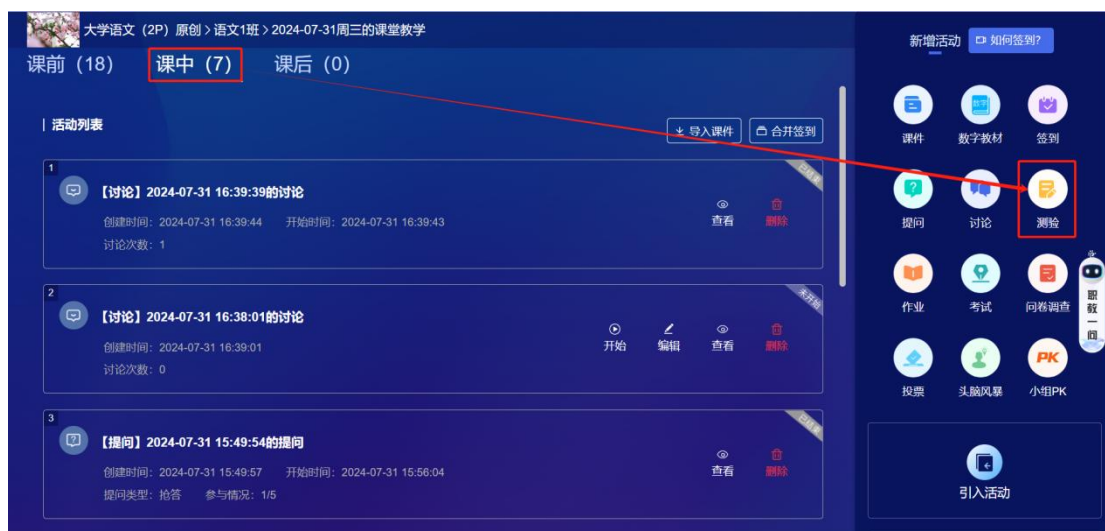 大学语文（2P）原创 > 语文1班 > 2024-07-31周三的课堂教学
课前（18） 课中（7） 课后（0）
活动列表
导入课件 合并签到
1
已结束
【讨论】2024-07-31 16:39:39的讨论
创建时间：2024-07-31 16:39:44 开始时间：2024-07-31 16:39:43
讨论次数：1
查看 删除
2
未开始
【讨论】2024-07-31 16:38:01的讨论
创建时间：2024-07-31 16:39:01
讨论次数：0
开始 编辑 查看 删除
3
已结束
【提问】2024-07-31 15:49:54的提问
创建时间：2024-07-31 15:49:57 开始时间：2024-07-31 15:56:04
提问类型：抢答 参与情况：1/5
查看 删除
新增活动 如何签到?
课件 数字教材 签到
提问 讨论 测验
作业 考试 问卷调查
投票 头脑风暴 小组PK
PK
引入活动
职教一问